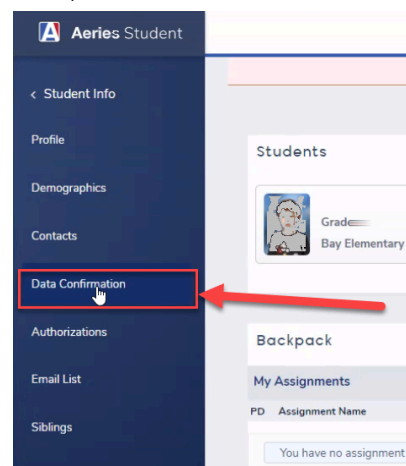 Aeries Student
< Student Info
Profile
Demographics
Contacts
Data Confirmation
Authorizations
Email List
Siblings
Students
Grade
Bay Elementary
Backpack
My Assignments
PD Assignment Name
You have no assignment